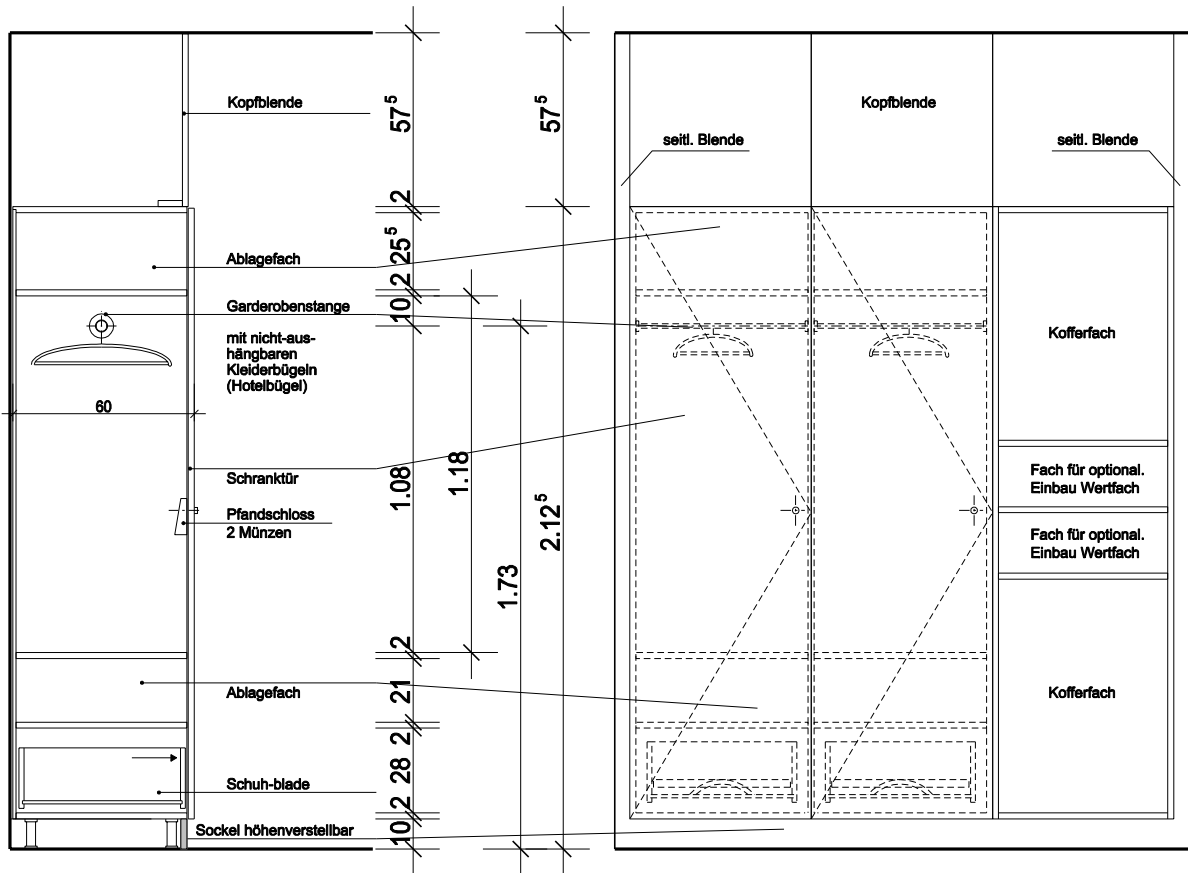 Kopfblende
Ablagefach
Garderobenstange
mit nicht-aus-
hängbaren
Kleiderbügeln
(Hotelbügel)
60
Schranktür
Pfandschloss
2 Münzen
Ablagefach
Schuh-blade
Sockel höhenverstellbar
57⁵
2
25⁵
2
10
1.08
2
21
2
28
2
10
1.18
1.73
57⁵
2.12⁵
Kopfblende
seitl. Blende
seitl. Blende
Kofferfach
Fach für optional.
Einbau Wertfach
Fach für optional.
Einbau Wertfach
Kofferfach